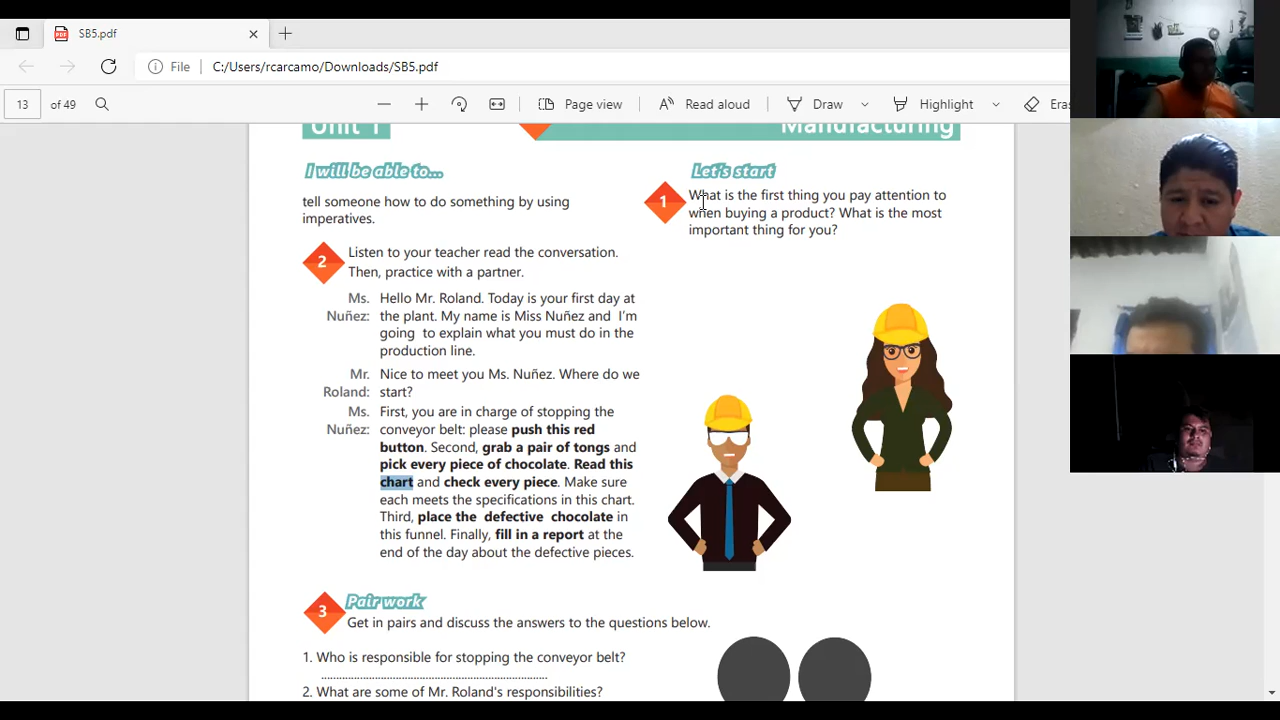 SB5.pdf
File C:/Users/rcarcamo/Downloads/SB5.pdf
13 of 49 Page view Read aloud Draw Highlight Eras
Unit 1 Manufacturing
I will be able to...
tell someone how to do something by using
imperatives.
Let's start
1 What is the first thing you pay attention to
when buying a product? What is the most
important thing for you?
2 Listen to your teacher read the conversation.
Then, practice with a partner.
Ms. Hello Mr. Roland. Today is your first day at
Nuñez: the plant. My name is Miss Nuñez and I'm
going to explain what you must do in the
production line.
Mr. Nice to meet you Ms. Nuñez. Where do we
Roland: start?
Ms. First, you are in charge of stopping the
Nuñez: conveyor belt: please push this red
button. Second, grab a pair of tongs and
pick every piece of chocolate. Read this
chart and check every piece. Make sure
each meets the specifications in this chart.
Third, place the defective chocolate in
this funnel. Finally, fill in a report at the
end of the day about the defective pieces.
3 Pair work
Get in pairs and discuss the answers to the questions below.
1. Who is responsible for stopping the conveyor belt?
2. What are some of Mr. Roland's responsibilities?